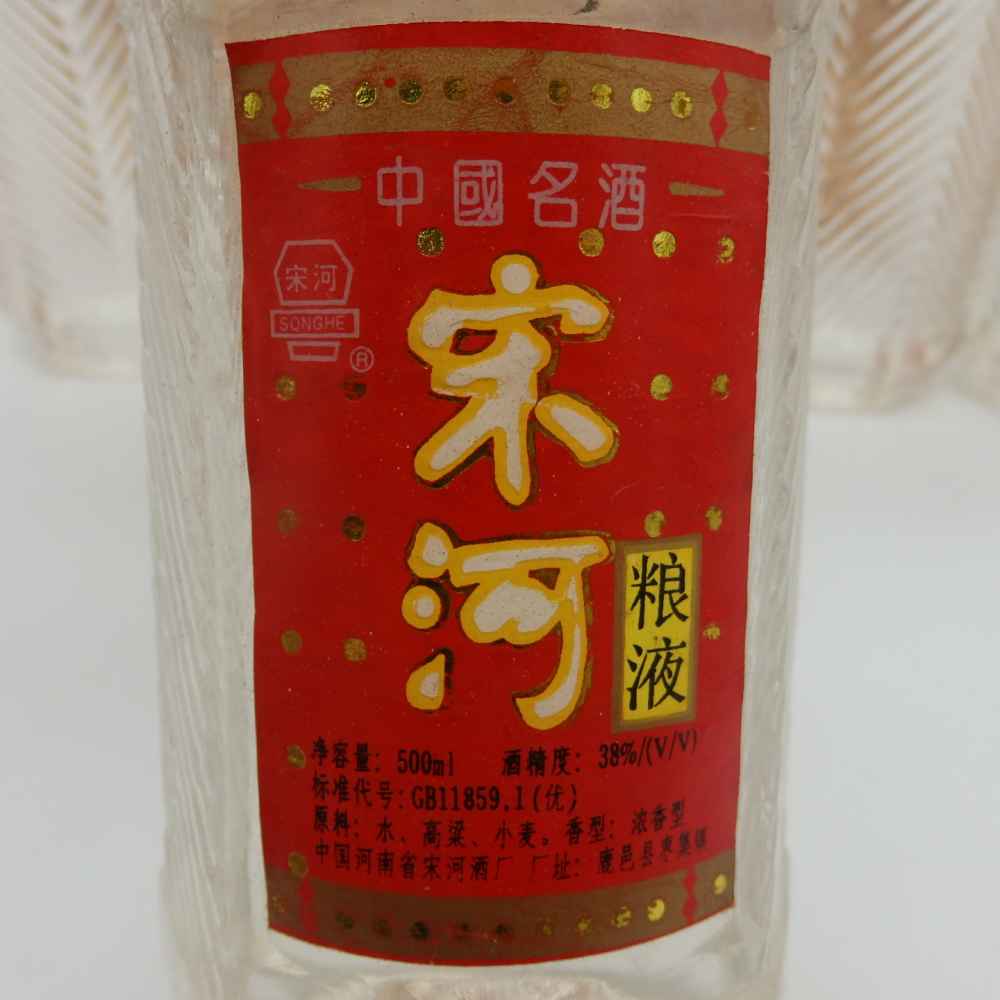 中國名酒
宋河
SONGHE
®
宋河
粮液
净容量: 500ml 酒精度: 38%/(V/V)
标准代号: GB11859.1(优)
原料: 水、高粱、小麦。香型: 浓香型
中国河南省宋河酒厂 厂址: 鹿邑县枣集镇